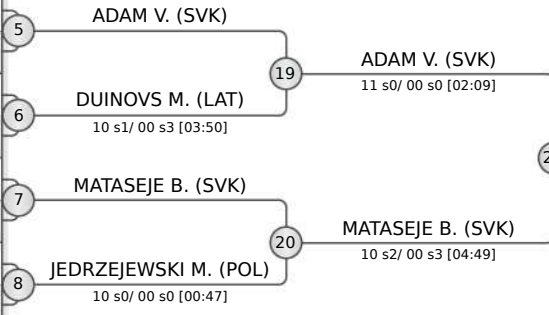 ADAM V. (SVK)
5
19
ADAM V. (SVK)
11 s0/ 00 s0 [02:09]
DUINOVS M. (LAT)
6
10 s1/ 00 s3 [03:50]
MATASEJE B. (SVK)
7
20
MATASEJE B. (SVK)
10 s2/ 00 s3 [04:49]
JEDRZEJEWSKI M. (POL)
8
10 s0/ 00 s0 [00:47]